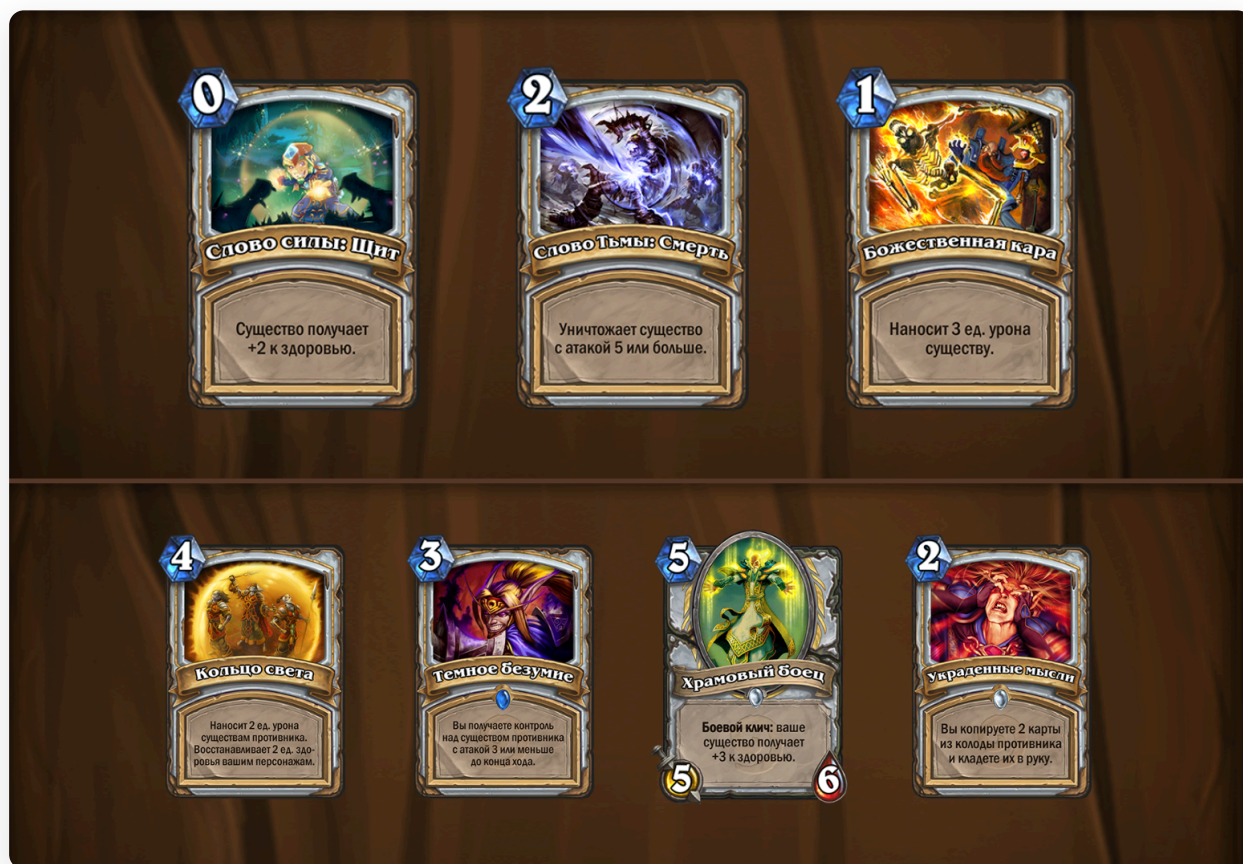 0
Слово силы: Щит
Существо получает
+2 к здоровью.
2
Слово Тьмы: Смерть
Уничтожает существо
с атакой 5 или больше.
1
Божественная кара
Наносит 3 ед. урона
существу.
4
Кольцо света
Наносит 2 ед. урона
существам противника.
Восстанавливает 2 ед. здо-
ровья вашим персонажам.
3
Темное безумие
Вы получаете контроль
над существом противника
с атакой 3 или меньше
до конца хода.
5
Храмовый боец
Боевой клич: ваше
существо получает
+3 к здоровью.
5
6
2
Украденные мысли
Вы копируете 2 карты
из колоды противника
и кладете их в руку.